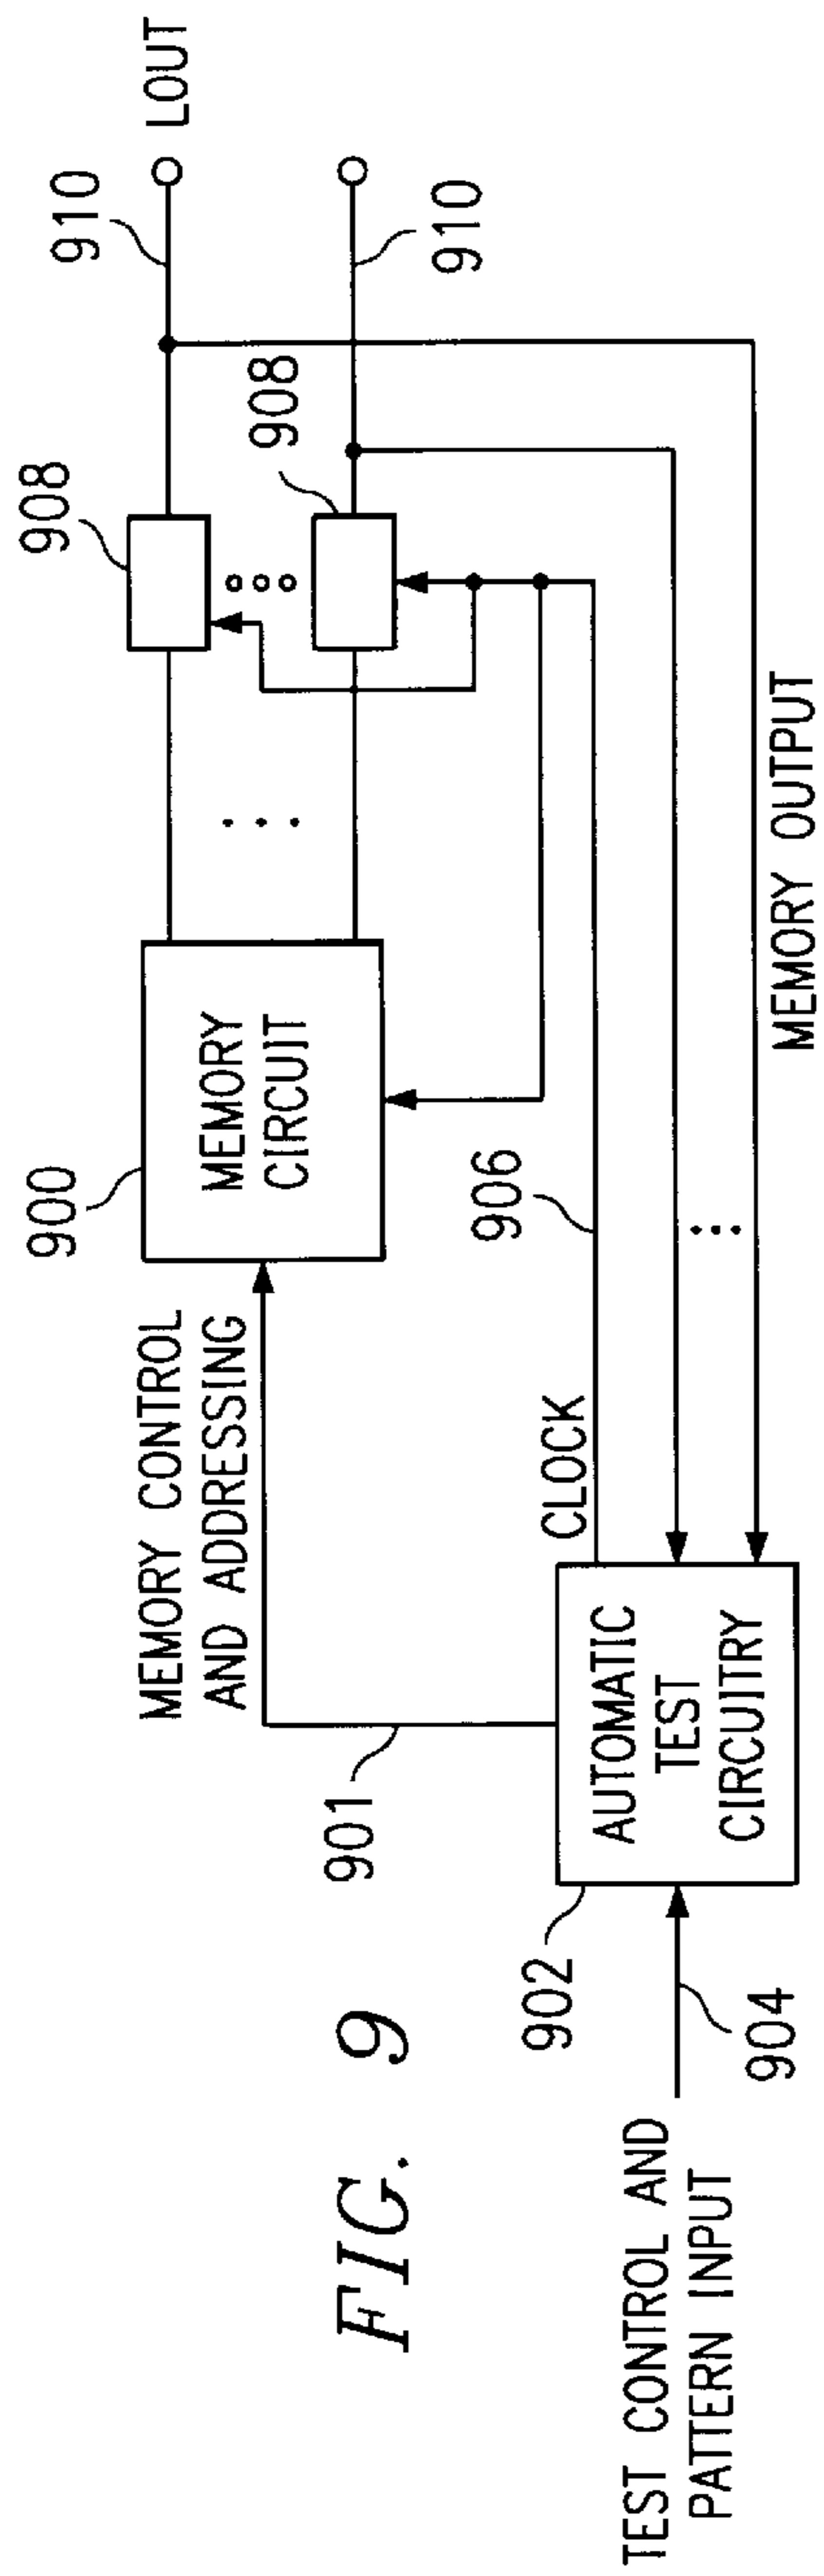 910
LOUT
908
910
908
900
MEMORY
CIRCUIT
MEMORY CONTROL
AND ADDRESSING
906
CLOCK
MEMORY OUTPUT
901
AUTOMATIC
TEST
CIRCUITRY
902
904
TEST CONTROL AND
PATTERN INPUT
FIG. 9